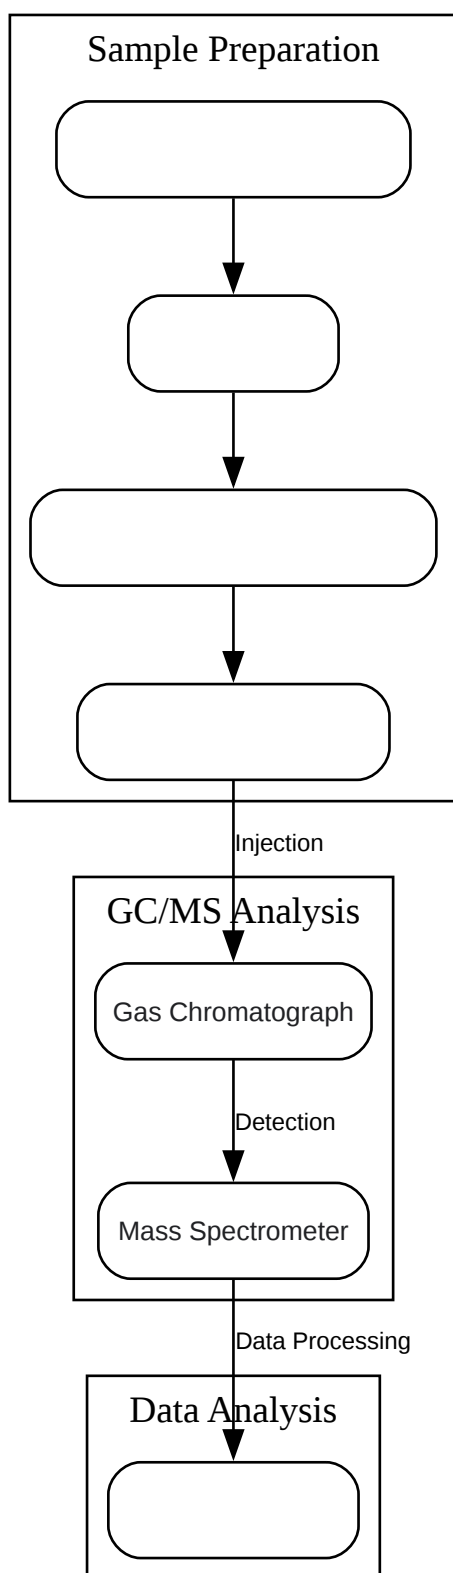 Sample Preparation
Injection
GC/MS Analysis
Gas Chromatograph
Detection
Mass Spectrometer
Data Processing
Data Analysis